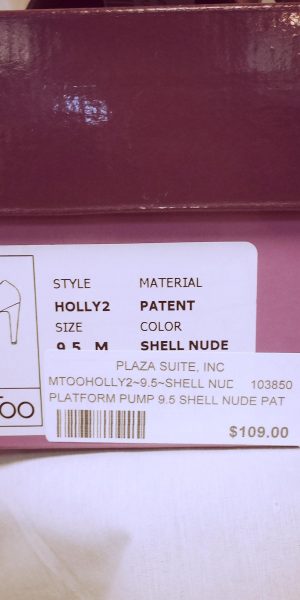 STYLE MATERIAL
HOLLY2 PATENT
SIZE COLOR
9.5 M SHELL NUDE
Too
PLAZA SUITE, INC
MTOOHOLLY2~9.5~SHELL NUD 103850
PLATFORM PUMP 9.5 SHELL NUDE PAT
$109.00